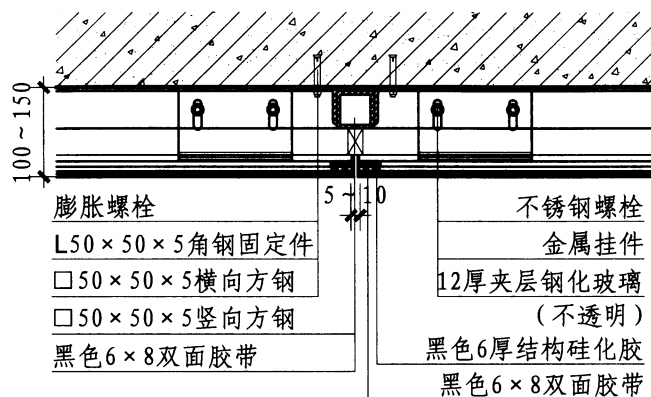 100~150
5~10
膨胀螺栓
L50×50×5角钢固定件
□50×50×5横向方钢
□50×50×5竖向方钢
黑色6×8双面胶带
不锈钢螺栓
金属挂件
12厚夹层钢化玻璃
(不透明)
黑色6厚结构硅化胶
黑色6×8双面胶带